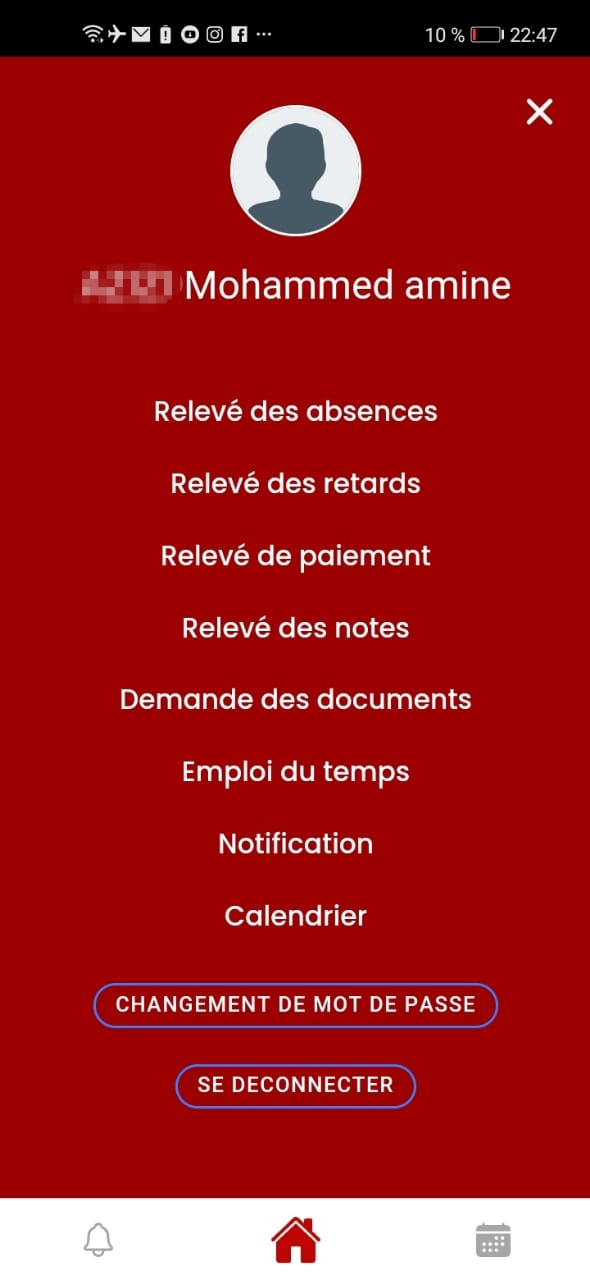 10 % 22:47
Mohammed amine
Relevé des absences
Relevé des retards
Relevé de paiement
Relevé des notes
Demande des documents
Emploi du temps
Notification
Calendrier
CHANGEMENT DE MOT DE PASSE
SE DECONNECTER